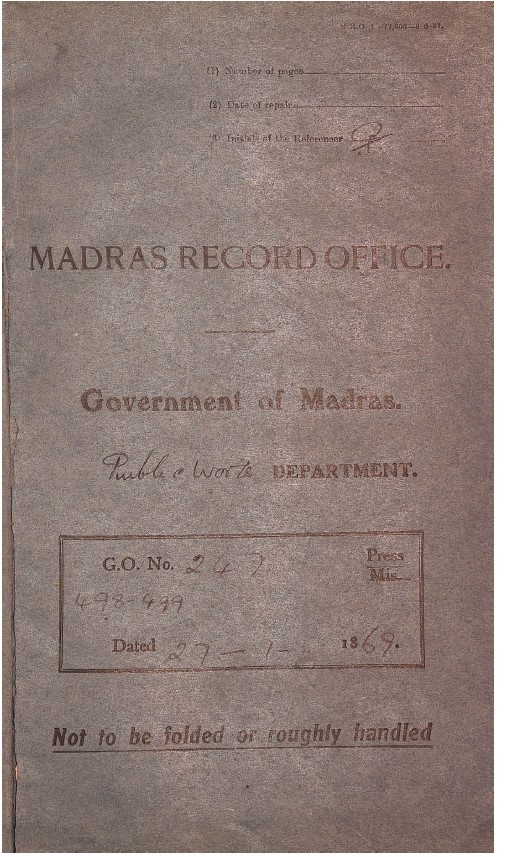 (1) Number of pages
(2) Date of repairs
(3) Initials of the Referencer
MADRAS RECORD OFFICE.
Government of Madras.
Public Works DEPARTMENT.
G.O. No. 247 Press
Mis.
498-499
Dated 27-1- 1869.
Not to be folded or roughly handled